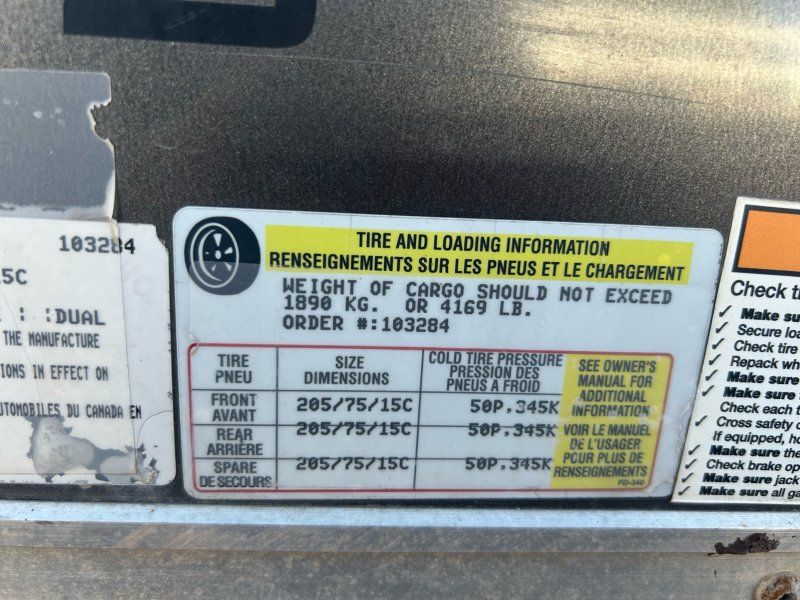 103284
5C
: :DUAL
THE MANUFACTURE
IONS IN EFFECT ON
AUTOMOBILES DU CANADA EN
TIRE AND LOADING INFORMATION
RENSEIGNEMENTS SUR LES PNEUS ET LE CHARGEMENT
WEIGHT OF CARGO SHOULD NOT EXCEED
1890 KG. OR 4169 LB.
ORDER #:103284
TIRE
PNEU
SIZE
DIMENSIONS
COLD TIRE PRESSURE
PRESSION DES
PNEUS A FROID
SEE OWNER'S
MANUAL FOR
ADDITIONAL
INFORMATION
VOIR LE MANUEL
DE L'USAGER
POUR PLUS DE
RENSEIGNEMENTS
FRONT
AVANT
205/75/15C
50P.345K
REAR
ARRIÈRE
205/75/15C
50P.345K
SPARE
DE SECOURS
205/75/15C
50P.345K
FD-340
Check ti
✓ Make su
✓ Secure loa
✓ Check tire
✓ Repack wh
✓ Make sure
✓ Make sure
Check each t
✓ Cross safety c
If equipped, ho
✓ Make sure the
✓ Check brake op
✓ Make sure jack
✓ Make sure all ga